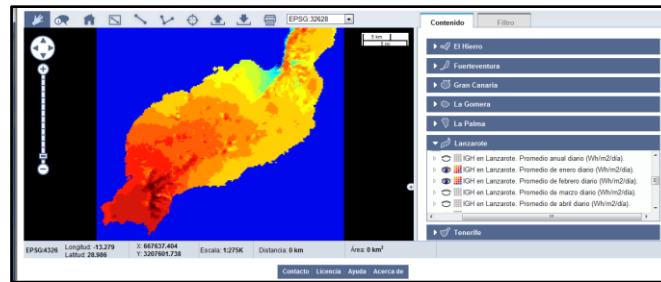 EPSG:32628
5 km
Contenido
Filtro
El Hierro
Fuerteventura
Gran Canaria
La Gomera
La Palma
Lanzarote
IGH en Lanzarote. Promedio anual diario (Wh/m2/día).
IGH en Lanzarote. Promedio de enero diario (Wh/m2/día).
IGH en Lanzarote. Promedio de febrero diario (Wh/m2/día).
IGH en Lanzarote. Promedio de marzo diario (Wh/m2/día).
IGH en Lanzarote. Promedio de abril diario (Wh/m2/día).
Tenerife
EPSG:4326
Longitud: -13.279
Latitud: 28.986
X: 667637.404
Y: 3207601.738
Escala: 1:275K
Distancia: 0 km
Área: 0 km²
Contacto Licencia Ayuda Acerca de